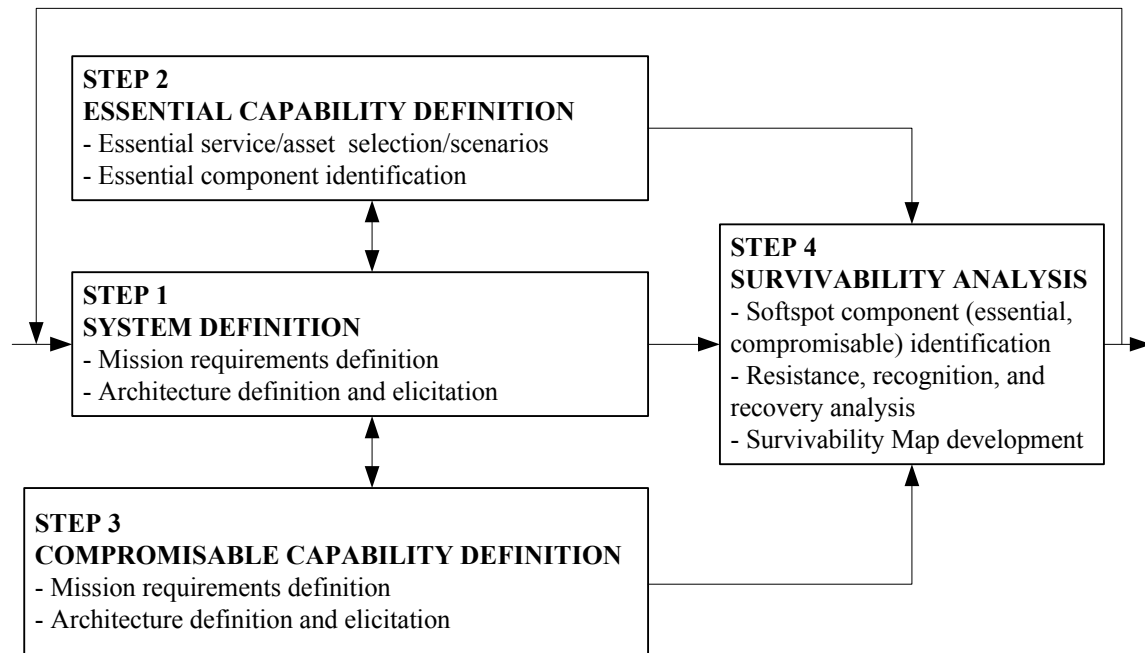 STEP 2
ESSENTIAL CAPABILITY DEFINITION
- Essential service/asset selection/scenarios
- Essential component identification
STEP 1
SYSTEM DEFINITION
- Mission requirements definition
- Architecture definition and elicitation
STEP 3
COMPROMISABLE CAPABILITY DEFINITION
- Mission requirements definition
- Architecture definition and elicitation
STEP 4
SURVIVABILITY ANALYSIS
- Softspot component (essential,
compromisable) identification
- Resistance, recognition, and
recovery analysis
- Survivability Map development